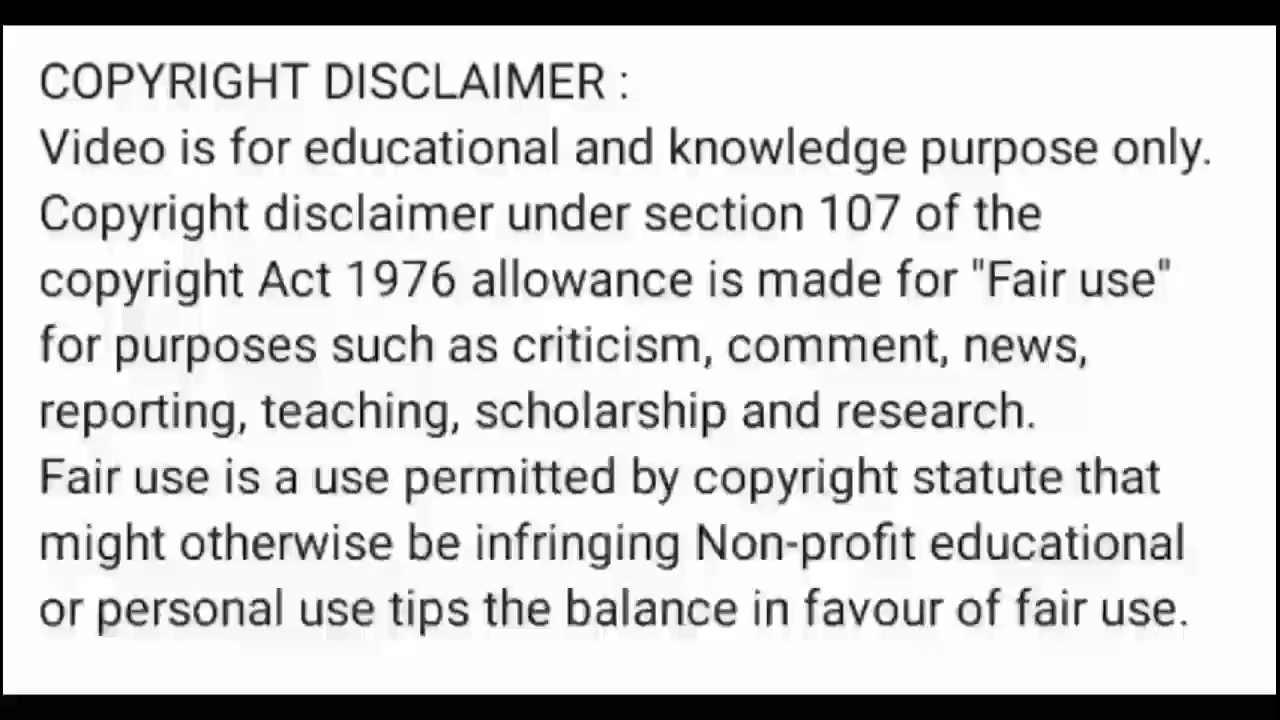 COPYRIGHT DISCLAIMER :
Video is for educational and knowledge purpose only.
Copyright disclaimer under section 107 of the
copyright Act 1976 allowance is made for "Fair use"
for purposes such as criticism, comment, news,
reporting, teaching, scholarship and research.
Fair use is a use permitted by copyright statute that
might otherwise be infringing Non-profit educational
or personal use tips the balance in favour of fair use.